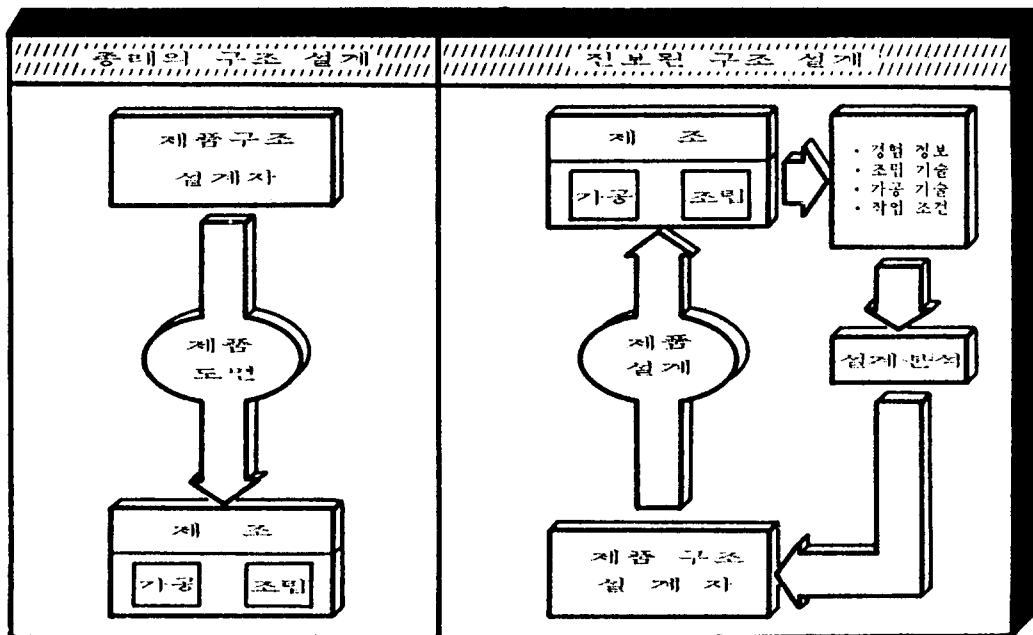 종래의 구조 설계
제품구조
설계자
제품
도면
제 조
가공 조립
진보된 구조 설계
제 조
가공 조립
· 경험 정보
· 조립 기술
· 가공 기술
· 작업 조건
설계분석
제품
설계
제품 구조
설계자